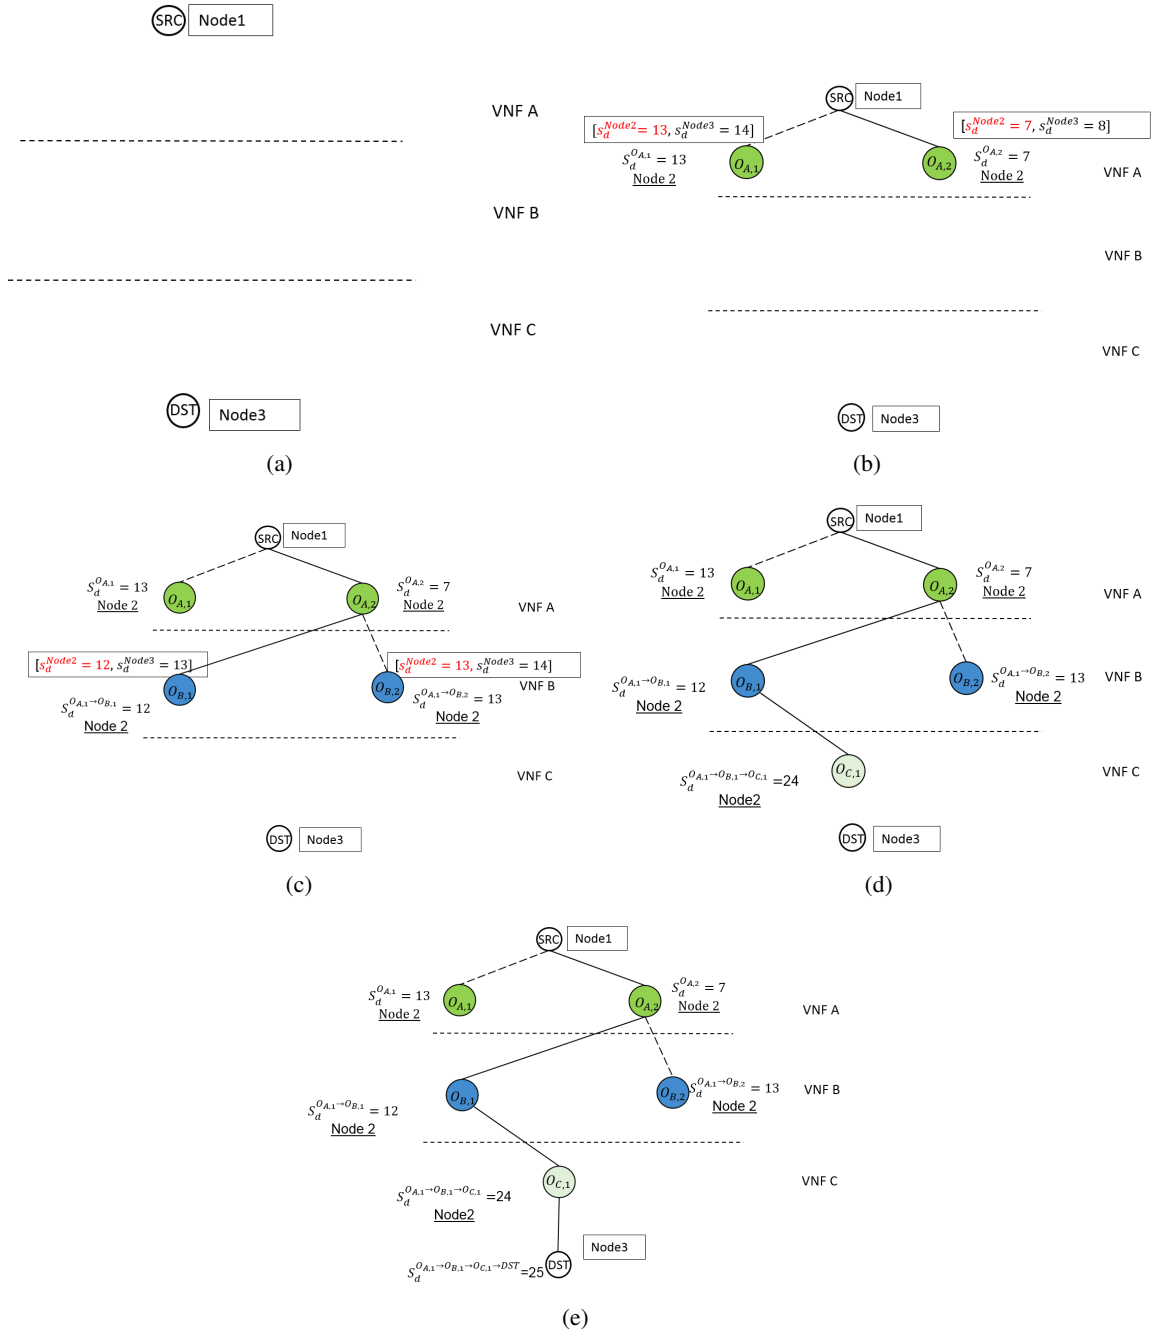 SRC Node1
VNF A
VNF B
VNF C
DST Node3
(a)
SRC Node1
[s_d^{Node2} = 13, s_d^{Node3} = 14]
[s_d^{Node2} = 7, s_d^{Node3} = 8]
S_d^{O_{A,1}} = 13
Node 2
O_{A,1}
O_{A,2}
S_d^{O_{A,2}} = 7
Node 2
VNF A
VNF B
VNF C
DST Node3
(b)
SRC Node1
S_d^{O_{A,1}} = 13
Node 2
O_{A,1}
O_{A,2}
S_d^{O_{A,2}} = 7
Node 2
VNF A
[s_d^{Node2} = 12, s_d^{Node3} = 13]
[s_d^{Node2} = 13, s_d^{Node3} = 14]
S_d^{O_{A,1}→O_{B,1}} = 12
Node 2
O_{B,1}
O_{B,2}
S_d^{O_{A,1}→O_{B,2}} = 13
Node 2
VNF B
VNF C
DST Node3
(c)
SRC Node1
S_d^{O_{A,1}} = 13
Node 2
O_{A,1}
O_{A,2}
S_d^{O_{A,2}} = 7
Node 2
VNF A
S_d^{O_{A,1}→O_{B,1}} = 12
Node 2
O_{B,1}
O_{B,2}
S_d^{O_{A,1}→O_{B,2}} = 13
Node 2
VNF B
S_d^{O_{A,1}→O_{B,1}→O_{C,1}} =24
Node2
O_{C,1}
VNF C
DST Node3
(d)
SRC Node1
S_d^{O_{A,1}} = 13
Node 2
O_{A,1}
O_{A,2}
S_d^{O_{A,2}} = 7
Node 2
VNF A
S_d^{O_{A,1}→O_{B,1}} = 12
Node 2
O_{B,1}
O_{B,2}
S_d^{O_{A,1}→O_{B,2}} = 13
Node 2
VNF B
S_d^{O_{A,1}→O_{B,1}→O_{C,1}} =24
Node2
O_{C,1}
VNF C
Node3
S_d^{O_{A,1}→O_{B,1}→O_{C,1}→DST} =25
DST
(e)